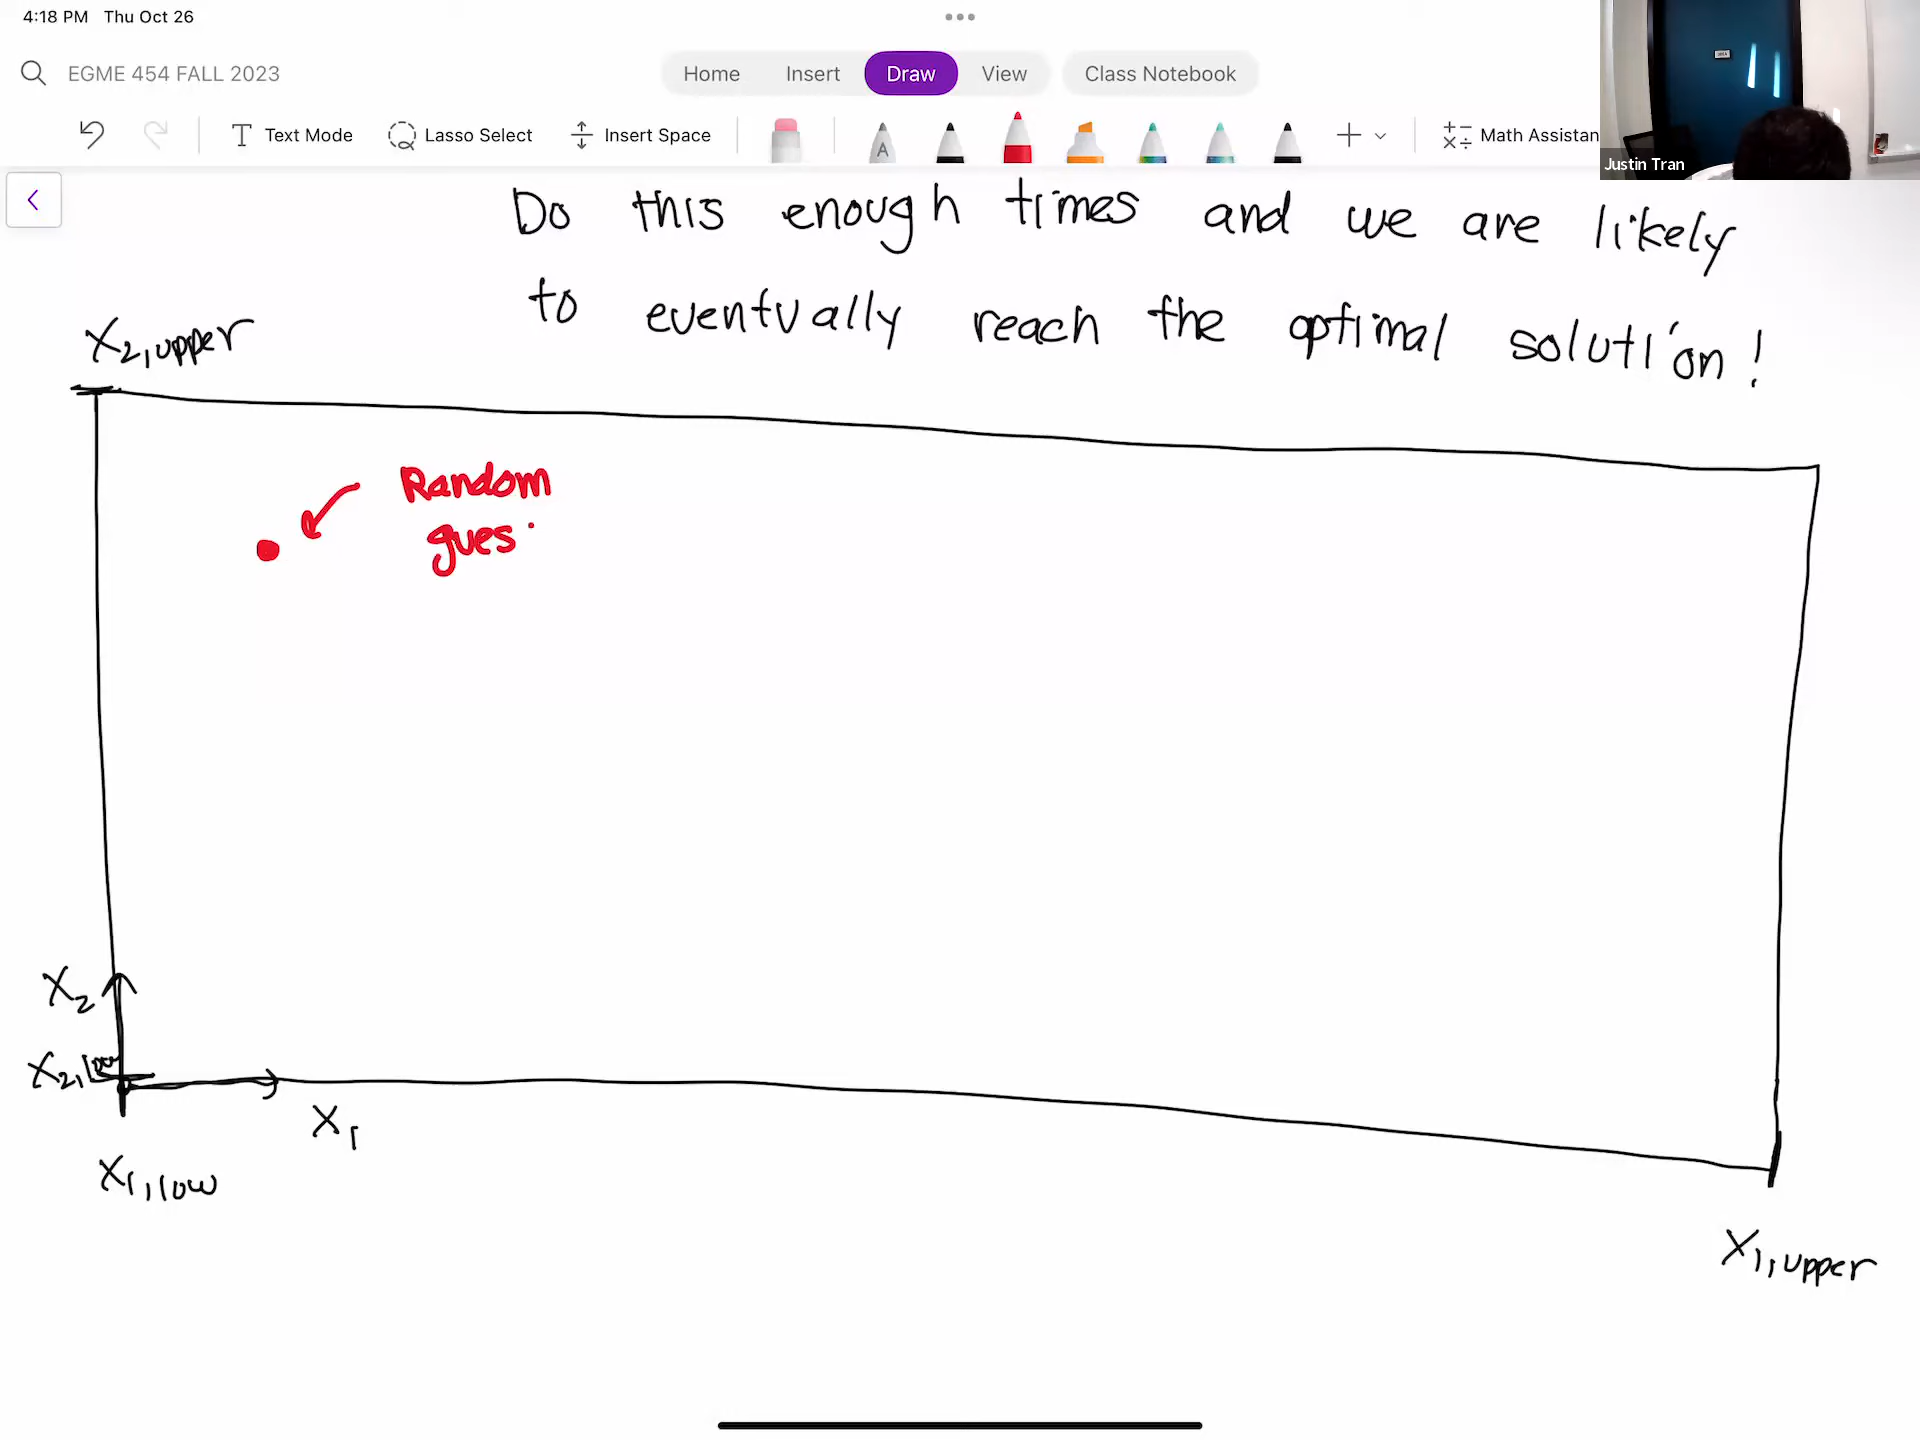 4:18 PM Thu Oct 26
EGME 454 FALL 2023
Home Insert Draw View Class Notebook
Text Mode Lasso Select Insert Space A Math Assistan
Justin Tran
Do this enough times and we are likely
to eventually reach the optimal solution!
X2,upper
Random
gues
X2
X2,low
X1
X1,low
X1,upper